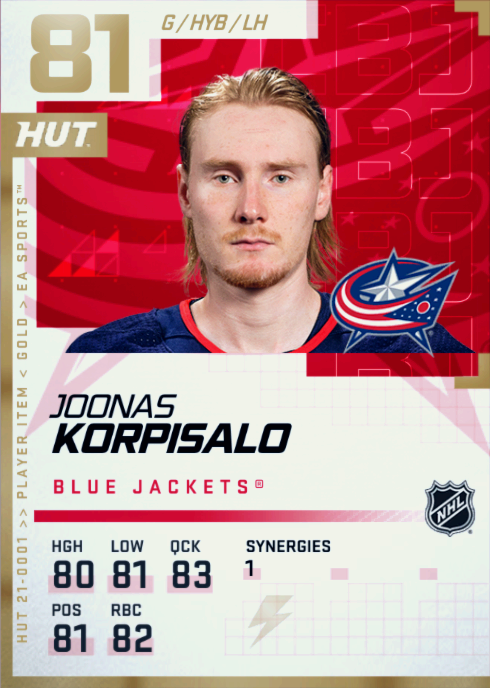 81
G / HYB / LH
HUT
HUT 21-0001 >> PLAYER ITEM < GOLD > EA SPORTS™
JOONAS
KORPISALO
BLUE JACKETS®
NHL
HGH LOW QCK SYNERGIES
80 81 83 1
POS RBC
81 82